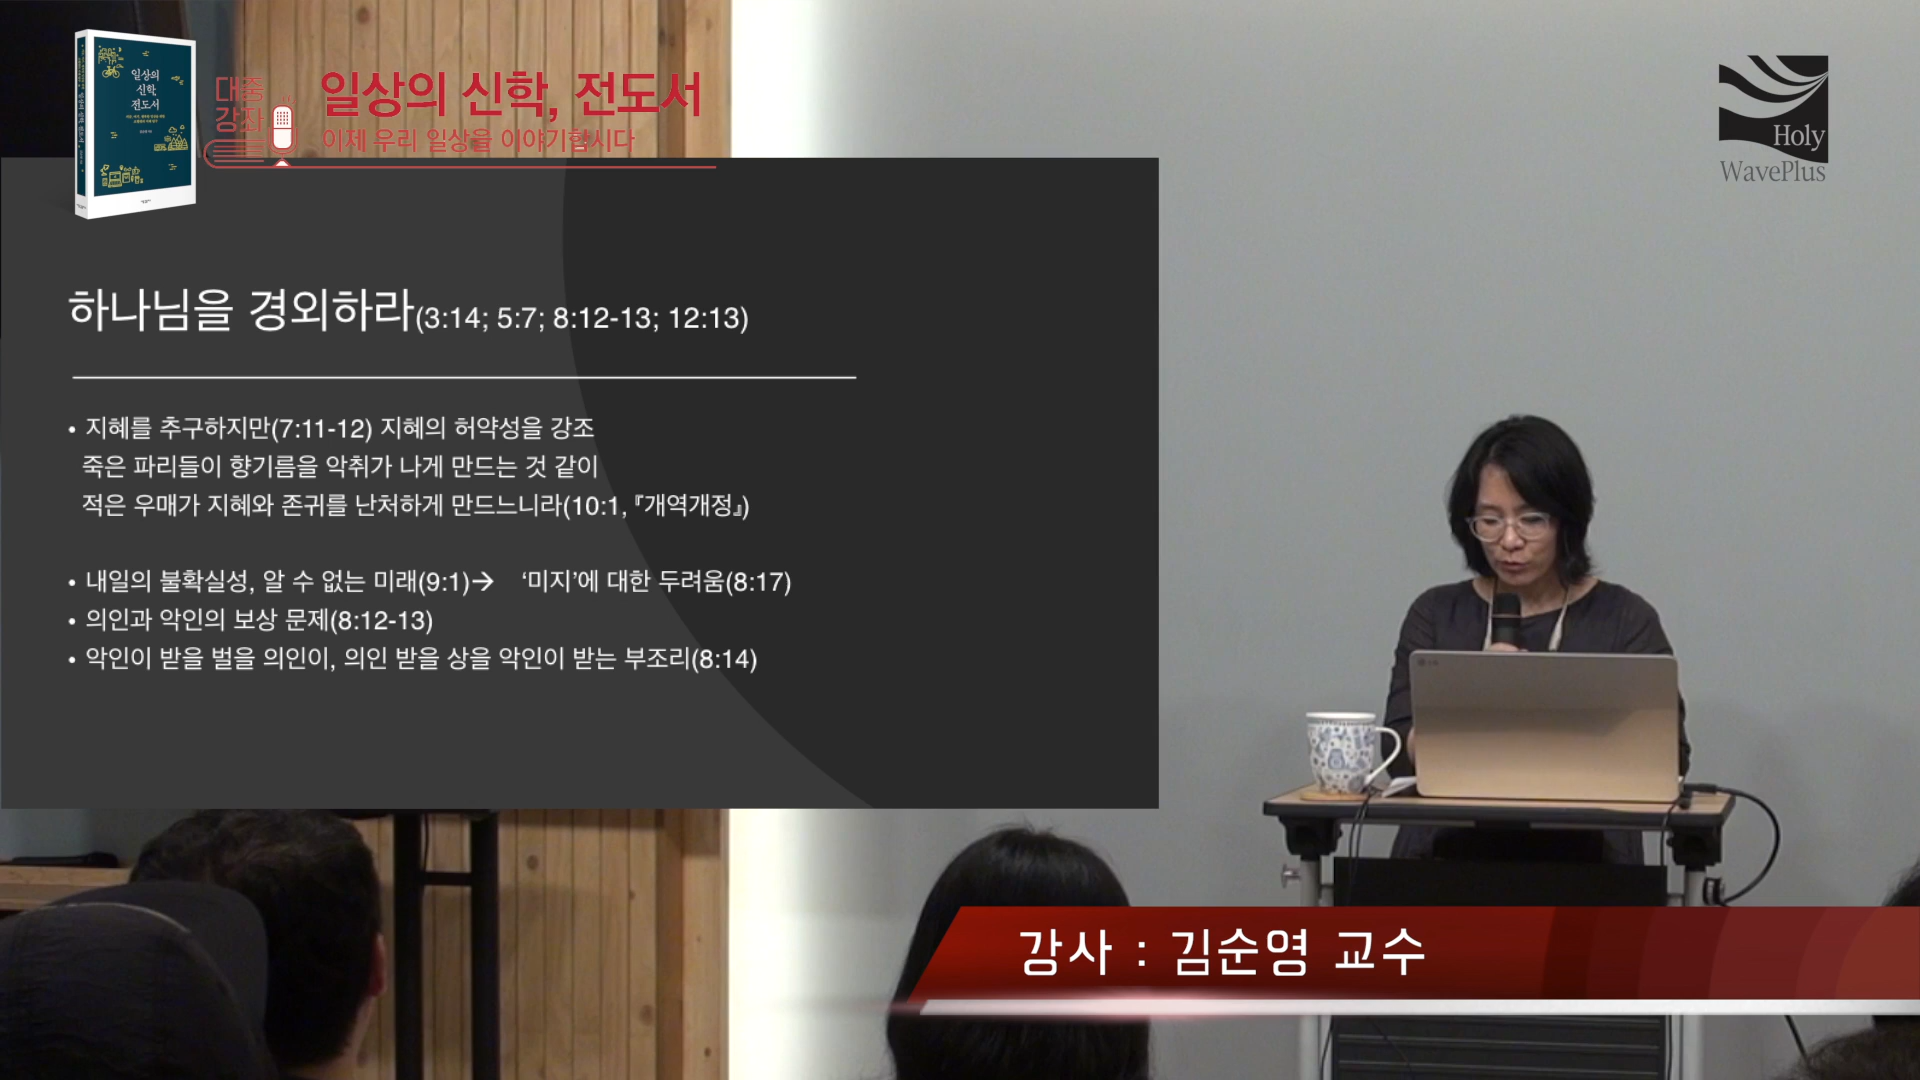 일상의
신학,
전도서
대중
강좌
일상의 신학, 전도서
이제 우리 일상을 이야기합시다
Holy
WavePlus
하나님을 경외하라(3:14; 5:7; 8:12-13; 12:13)
• 지혜를 추구하지만(7:11-12) 지혜의 허약성을 강조
죽은 파리들이 향기름을 악취가 나게 만드는 것 같이
적은 우매가 지혜와 존귀를 난처하게 만드느니라(10:1, 『개역개정』)
• 내일의 불확실성, 알 수 없는 미래(9:1)→ ‘미지’에 대한 두려움(8:17)
• 의인과 악인의 보상 문제(8:12-13)
• 악인이 받을 벌을 의인이, 의인 받을 상을 악인이 받는 부조리(8:14)
LG
강사 : 김순영 교수